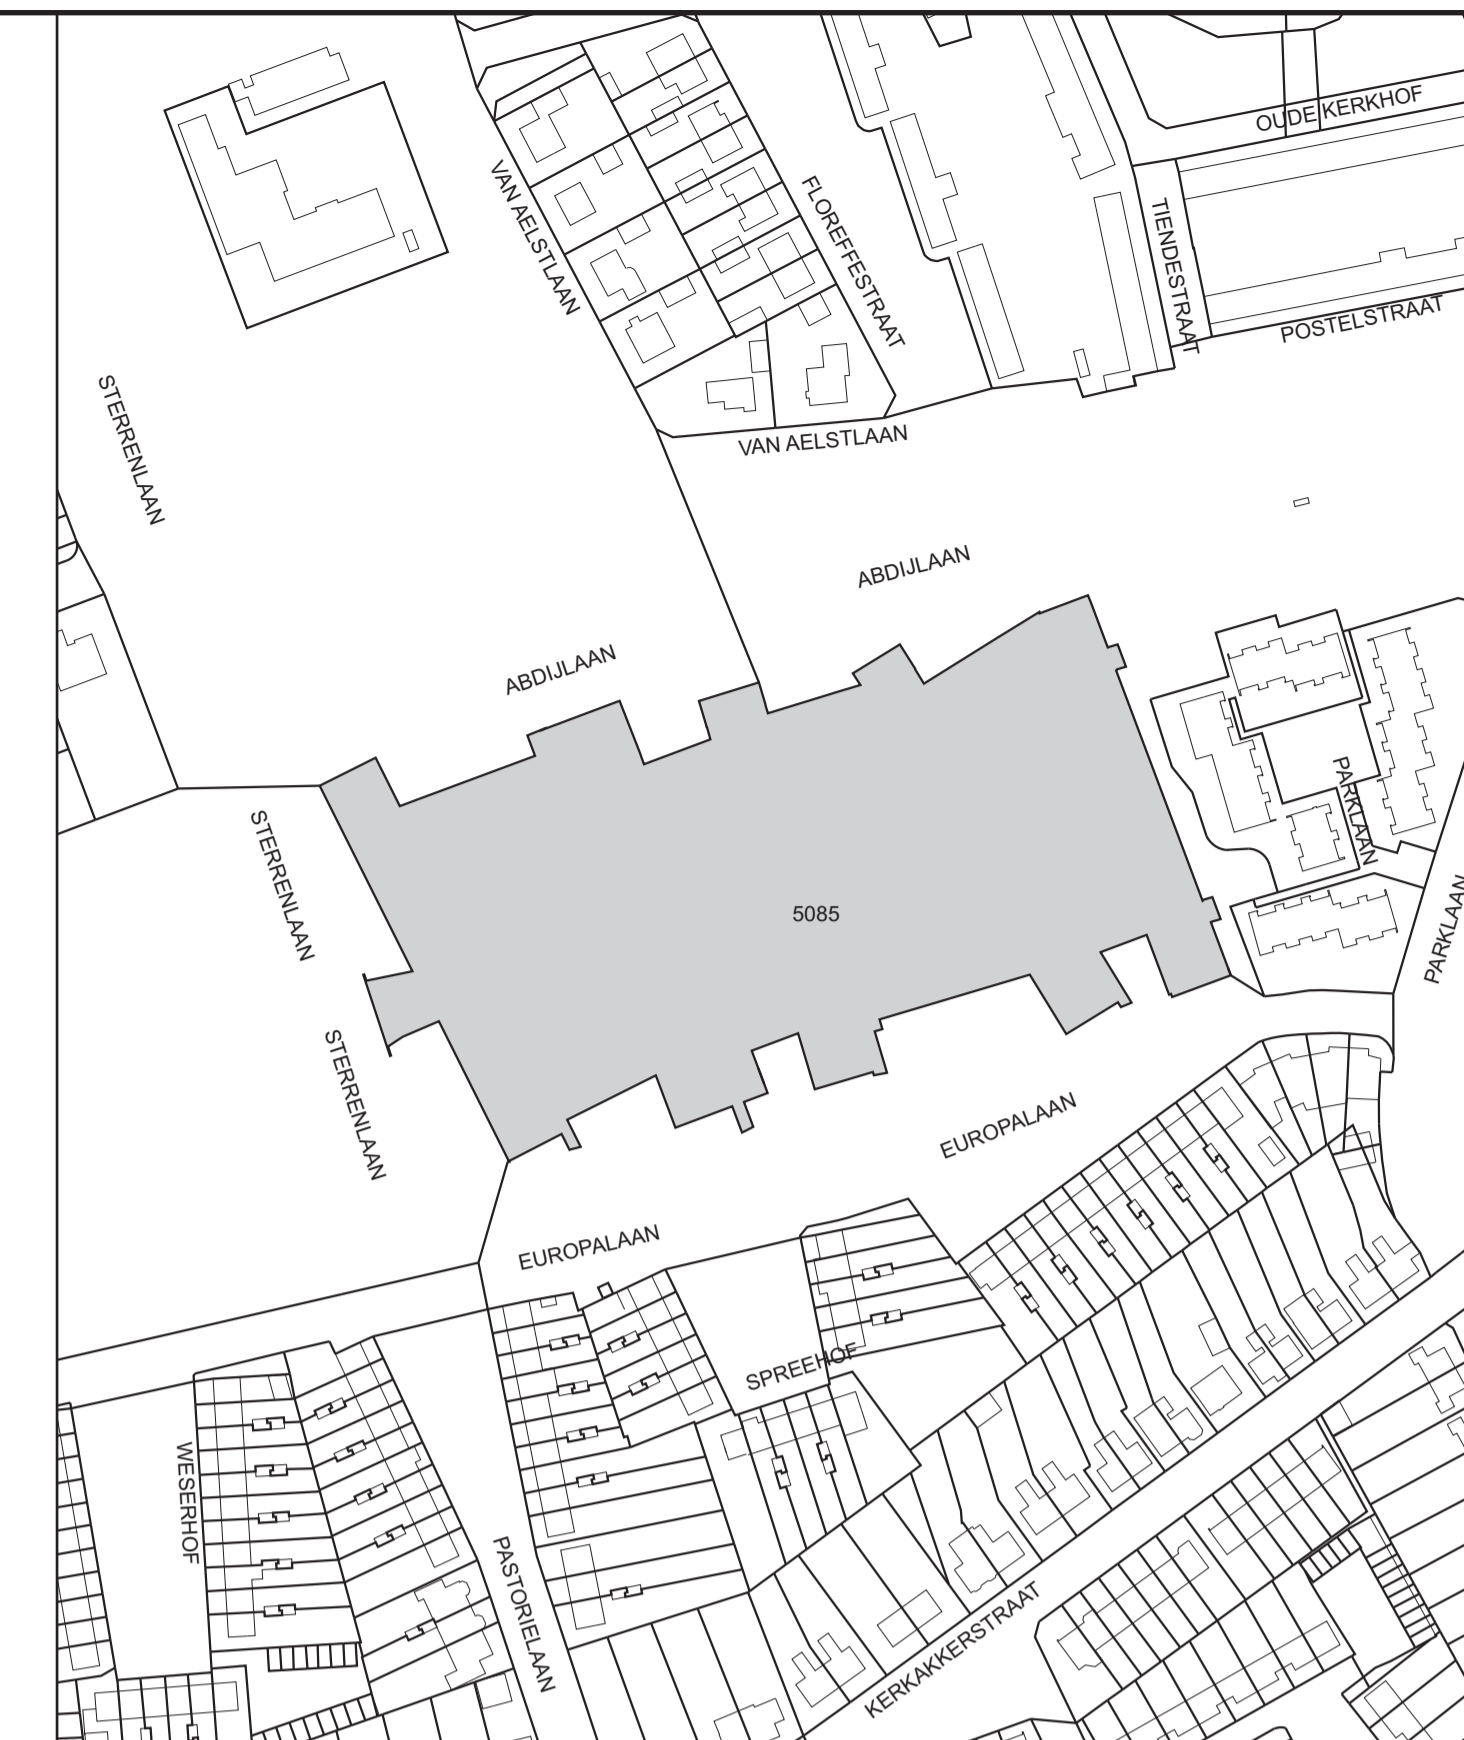 OUDE KERKHOF
VAN AELSTLAAN
FLOREFFESTRAAT
TIENDESTRAAT
POSTELSTRAAT
STERRENLAAN
VAN AELSTLAAN
ABDIJLAAN
ABDIJLAAN
PARKLAAN
STERRENLAAN
5085
PARKLAAN
STERRENLAAN
EUROPALAAN
EUROPALAAN
SPREEHOF
WESERHOF
PASTORIELAAN
KERKAKKERSTRAAT